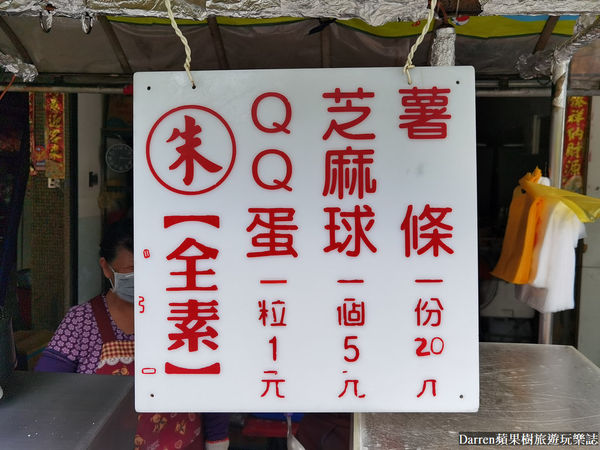 薯條一份20元
芝麻球一個5元
QQ蛋一粒1元
朱
【全素】
Darren蘋果樹旅遊玩樂誌